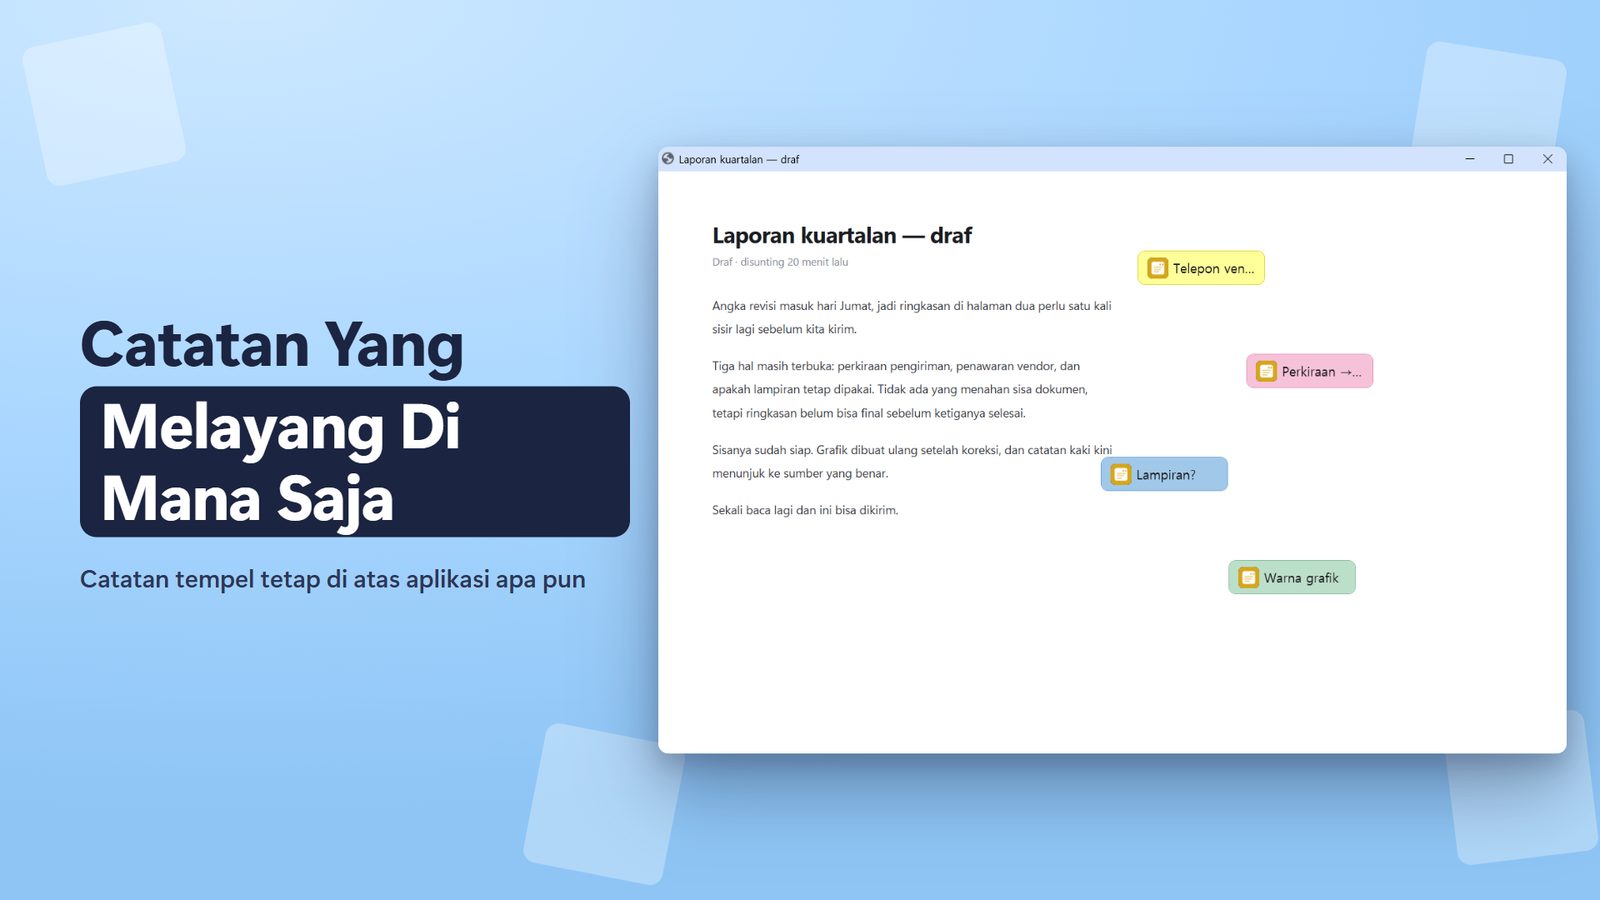 Catatan Yang
Melayang Di
Mana Saja
Catatan tempel tetap di atas aplikasi apa pun
Laporan kuartalan — draf
Laporan kuartalan — draf
Draf · disunting 20 menit lalu
Angka revisi masuk hari Jumat, jadi ringkasan di halaman dua perlu satu kali
sisir lagi sebelum kita kirim.
Tiga hal masih terbuka: perkiraan pengiriman, penawaran vendor, dan
apakah lampiran tetap dipakai. Tidak ada yang menahan sisa dokumen,
tetapi ringkasan belum bisa final sebelum ketiganya selesai.
Sisanya sudah siap. Grafik dibuat ulang setelah koreksi, dan catatan kaki kini
menunjuk ke sumber yang benar.
Sekali baca lagi dan ini bisa dikirim.
Telepon ven...
Perkiraan →...
Lampiran?
Warna grafik